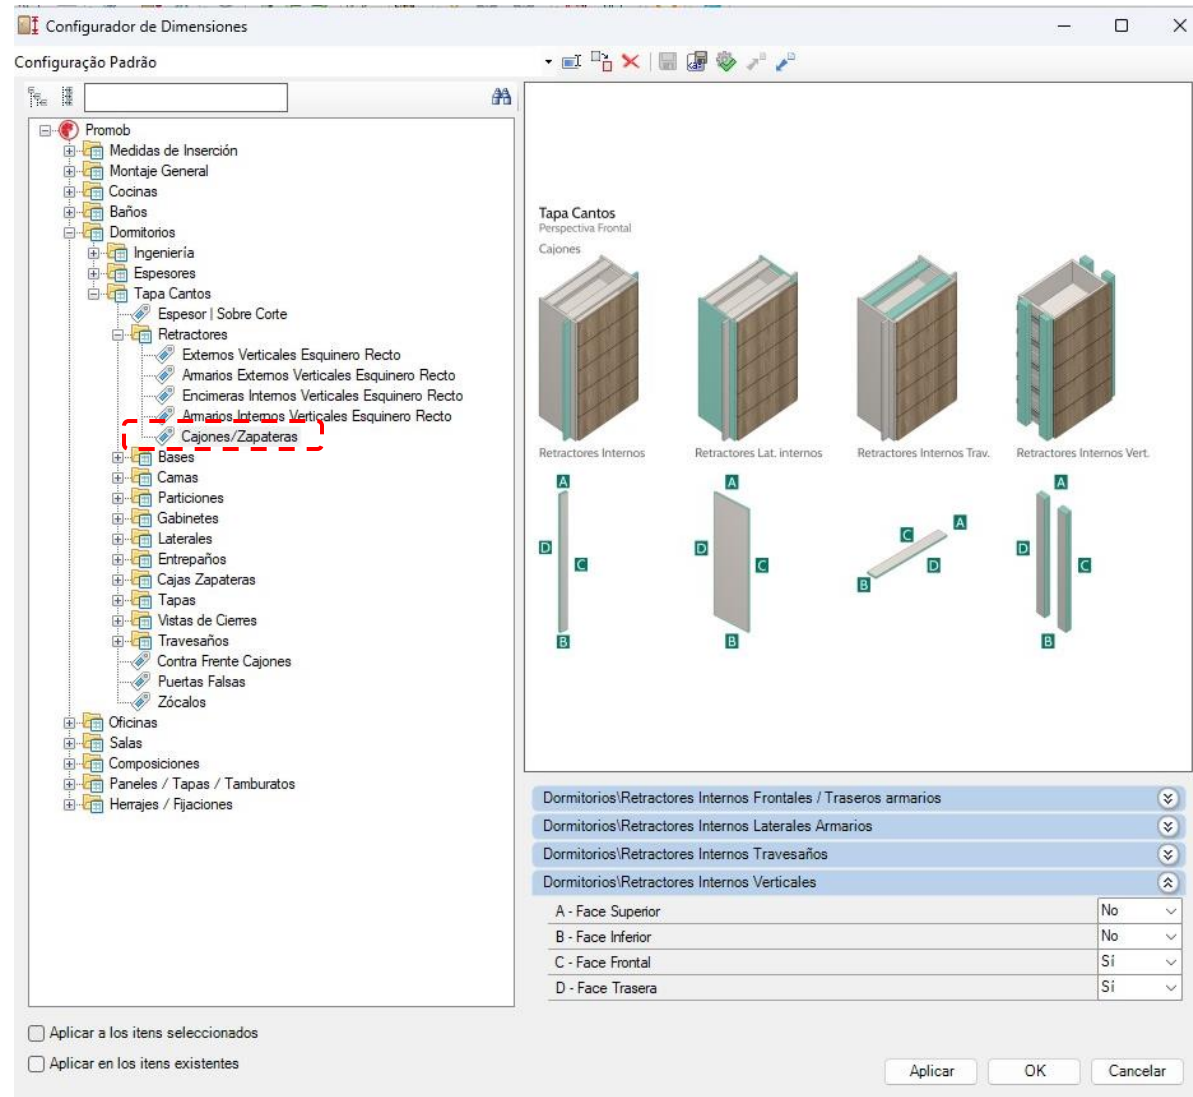 Configurador de Dimensiones
Configuração Padrão
Promob
Medidas de Inserción
Montaje General
Cocinas
Baños
Dormitorios
Ingeniería
Espesores
Tapa Cantos
Espesor | Sobre Corte
Retractores
Externos Verticales Esquinero Recto
Armarios Externos Verticales Esquinero Recto
Encimeras Internos Verticales Esquinero Recto
Armarios Internos Verticales Esquinero Recto
Cajones/Zapateras
Bases
Camas
Particiones
Gabinetes
Laterales
Entrepaños
Cajas Zapateras
Tapas
Vistas de Cierres
Travesaños
Contra Frente Cajones
Puertas Falsas
Zócalos
Oficinas
Salas
Composiciones
Paneles / Tapas / Tamburatos
Herrajes / Fijaciones
Tapa Cantos
Perspectiva Frontal
Cajones
Retractores Internos
Retractores Lat. internos
Retractores Internos Trav.
Retractores Internos Vert.
A
D
C
B
A
D
C
B
A
C
D
B
A
D
C
B
Dormitorios\Retractores Internos Frontales / Traseros armarios
Dormitorios\Retractores Internos Laterales Armarios
Dormitorios\Retractores Internos Travesaños
Dormitorios\Retractores Internos Verticales
A - Face Superior No
B - Face Inferior No
C - Face Frontal Sí
D - Face Trasera Sí
Aplicar a los itens seleccionados
Aplicar en los itens existentes
Aplicar
OK
Cancelar